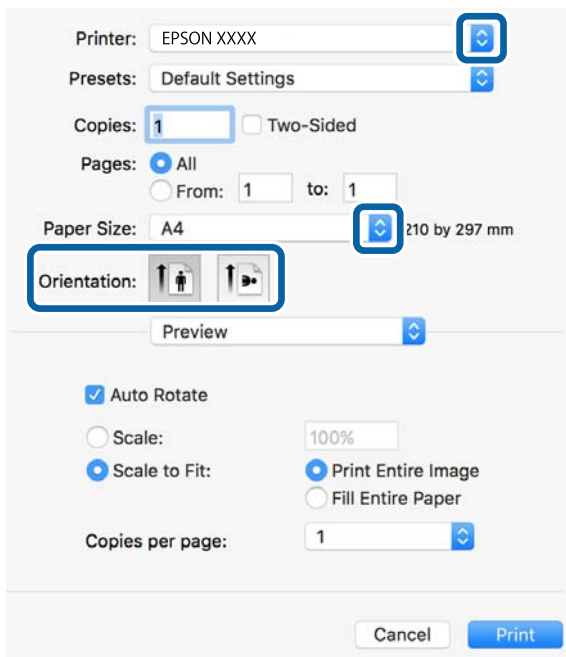 Printer: EPSON XXXX
Presets: Default Settings
Copies: 1 Two-Sided
Pages: All
From: 1 to: 1
Paper Size: A4 210 by 297 mm
Orientation:
Preview
Auto Rotate
Scale: 100%
Scale to Fit: Print Entire Image
Fill Entire Paper
Copies per page: 1
Cancel Print